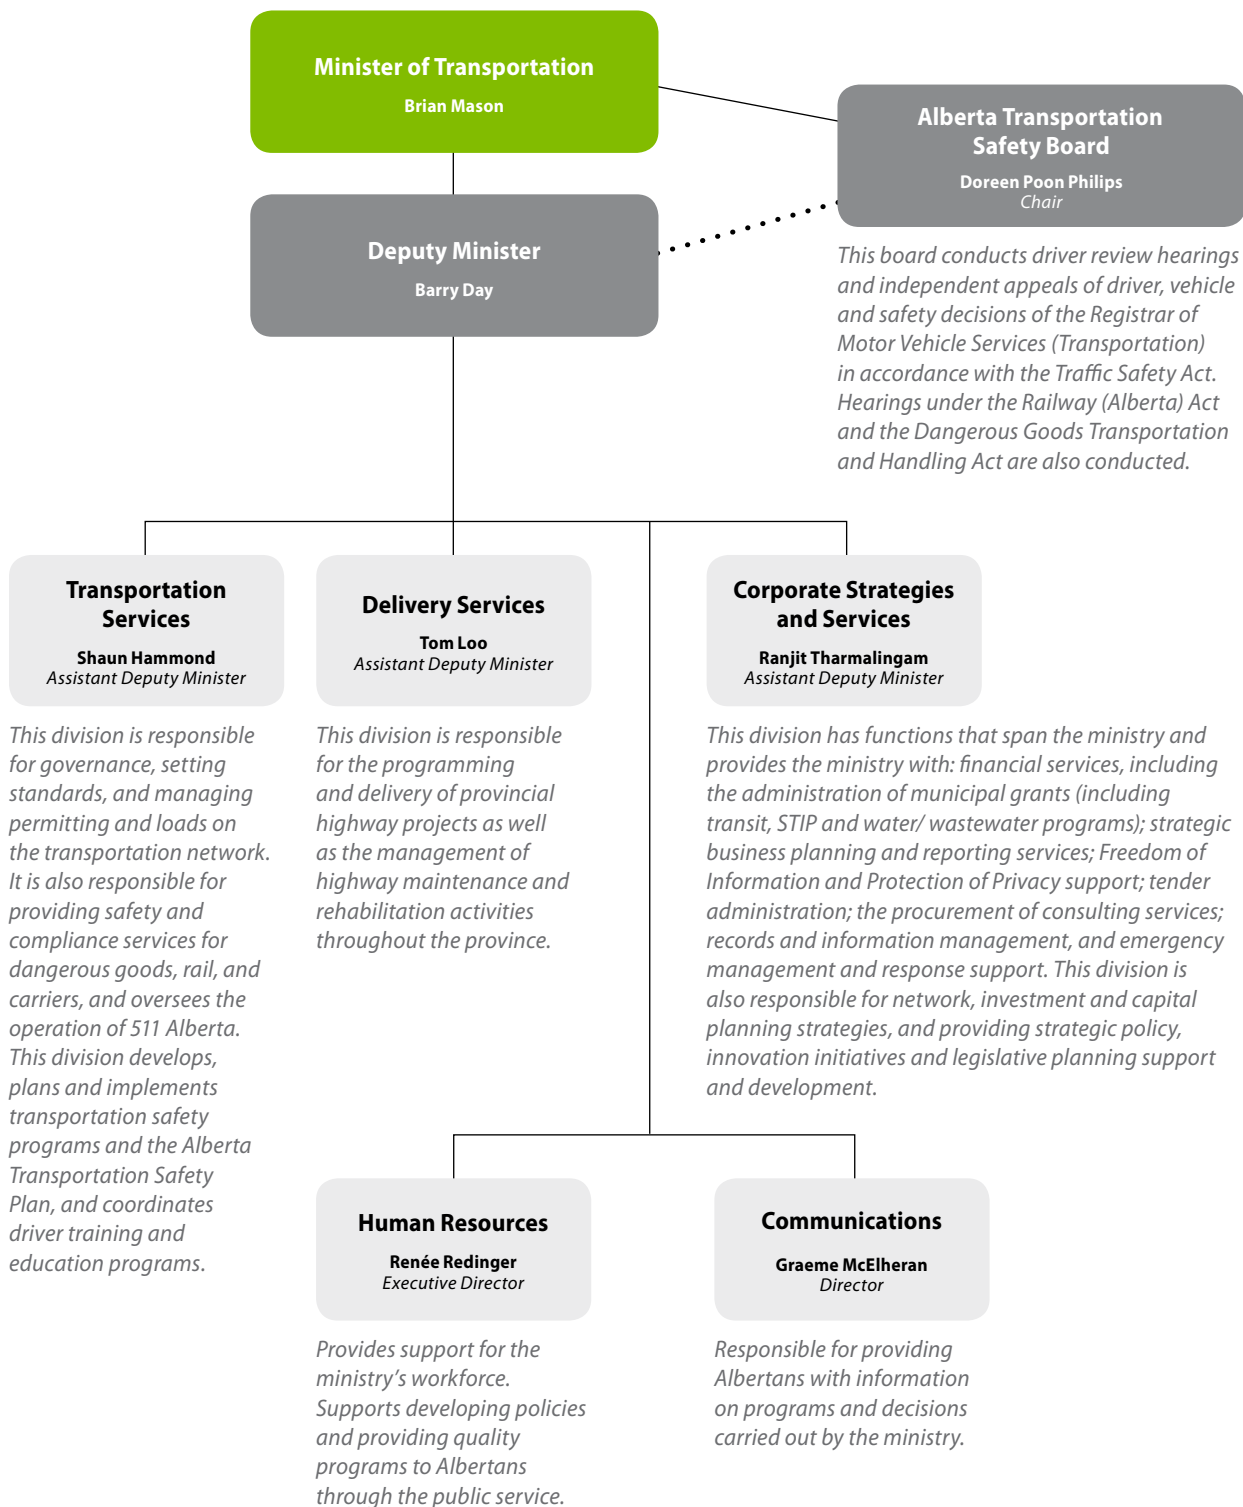 Minister of Transportation
Brian Mason
Alberta Transportation
Safety Board
Doreen Poon Philips
Chair
Deputy Minister
Barry Day
This board conducts driver review hearings
and independent appeals of driver, vehicle
and safety decisions of the Registrar of
Motor Vehicle Services (Transportation)
in accordance with the Traffic Safety Act.
Hearings under the Railway (Alberta) Act
and the Dangerous Goods Transportation
and Handling Act are also conducted.
Transportation
Services
Shaun Hammond
Assistant Deputy Minister
This division is responsible
for governance, setting
standards, and managing
permitting and loads on
the transportation network.
It is also responsible for
providing safety and
compliance services for
dangerous goods, rail, and
carriers, and oversees the
operation of 511 Alberta.
This division develops,
plans and implements
transportation safety
programs and the Alberta
Transportation Safety
Plan, and coordinates
driver training and
education programs.
Delivery Services
Tom Loo
Assistant Deputy Minister
This division is responsible
for the programming
and delivery of provincial
highway projects as well
as the management of
highway maintenance and
rehabilitation activities
throughout the province.
Corporate Strategies
and Services
Ranjit Tharmalingam
Assistant Deputy Minister
This division has functions that span the ministry and
provides the ministry with: financial services, including
the administration of municipal grants (including
transit, STIP and water/ wastewater programs); strategic
business planning and reporting services; Freedom of
Information and Protection of Privacy support; tender
administration; the procurement of consulting services;
records and information management, and emergency
management and response support. This division is
also responsible for network, investment and capital
planning strategies, and providing strategic policy,
innovation initiatives and legislative planning support
and development.
Human Resources
Renée Redinger
Executive Director
Provides support for the
ministry's workforce.
Supports developing policies
and providing quality
programs to Albertans
through the public service.
Communications
Graeme McElheran
Director
Responsible for providing
Albertans with information
on programs and decisions
carried out by the ministry.